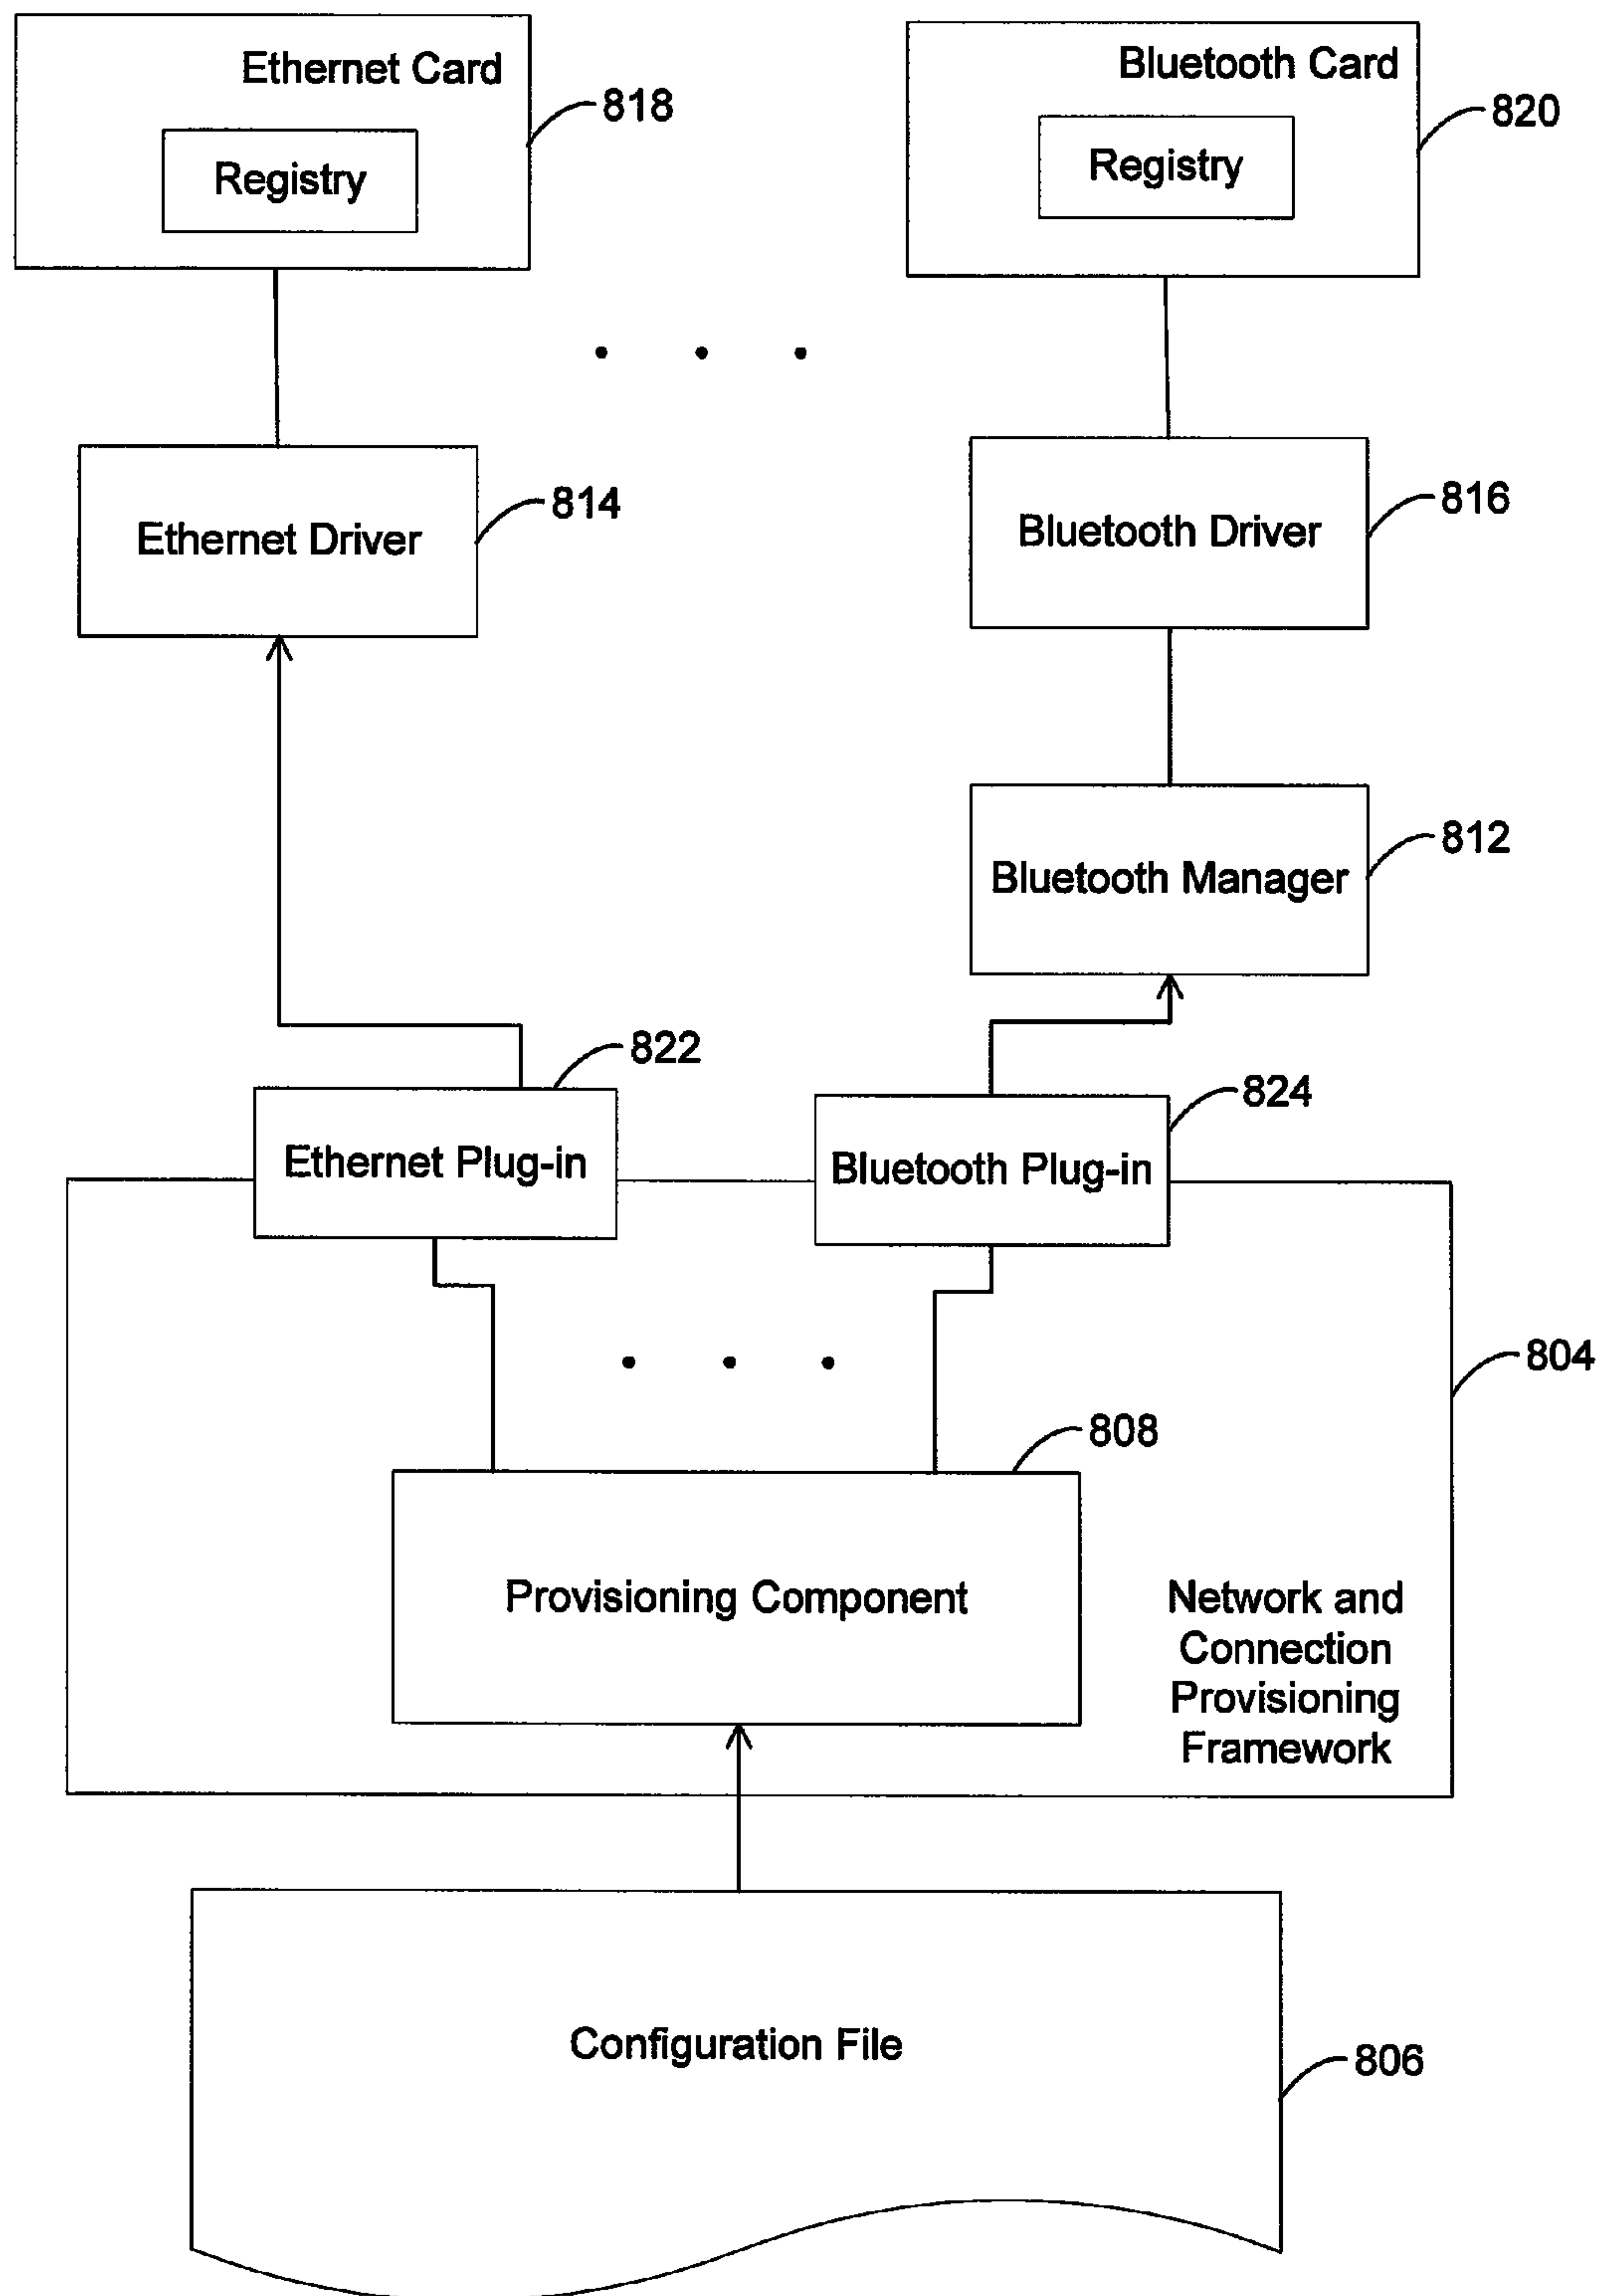 Ethernet Card
818
Registry
Bluetooth Card
820
Registry
Ethernet Driver
814
Bluetooth Driver
816
Bluetooth Manager
812
Ethernet Plug-in
822
Bluetooth Plug-in
824
804
808
Provisioning Component
Network and
Connection
Provisioning
Framework
Configuration File
806